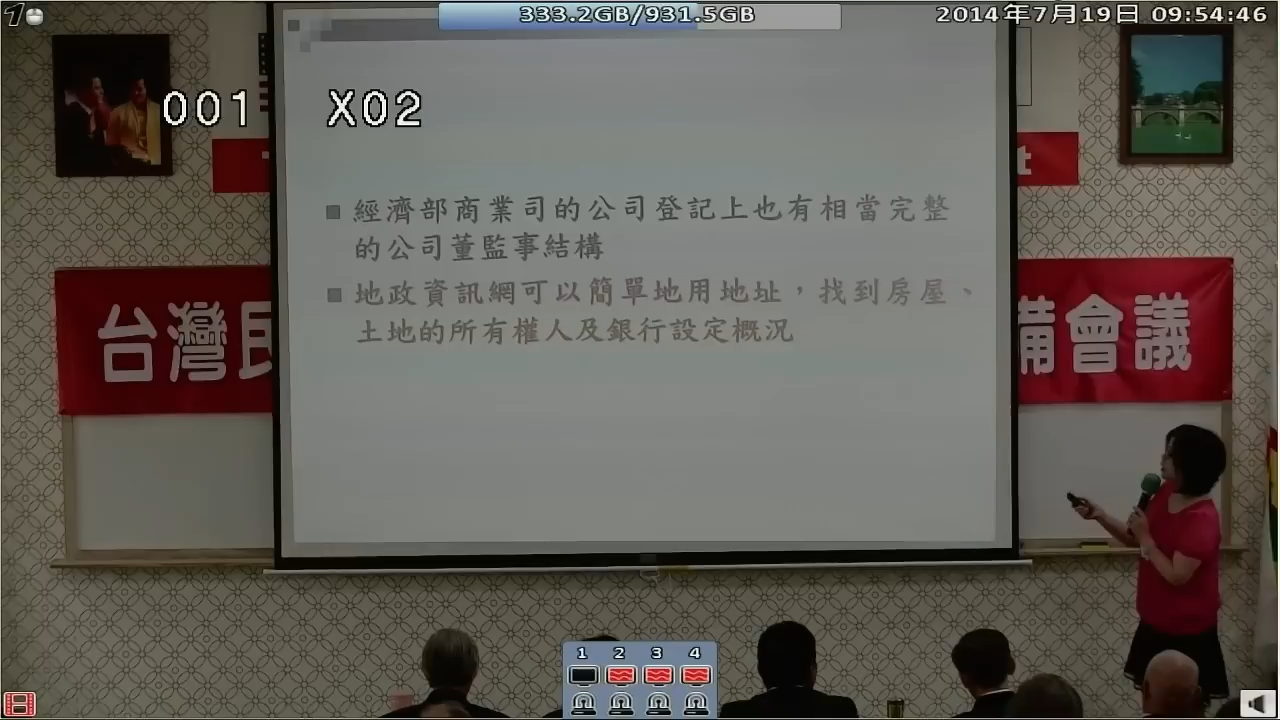 333.2GB/931.5GB
2014年7月19日 09:54:46
001 X02
經濟部商業司的公司登記上也有相當完整
的公司董監事結構
地政資訊網可以簡單地用地址，找到房屋、
土地的所有權人及銀行設定概況
台灣民
備會議
t
1 2 3 4